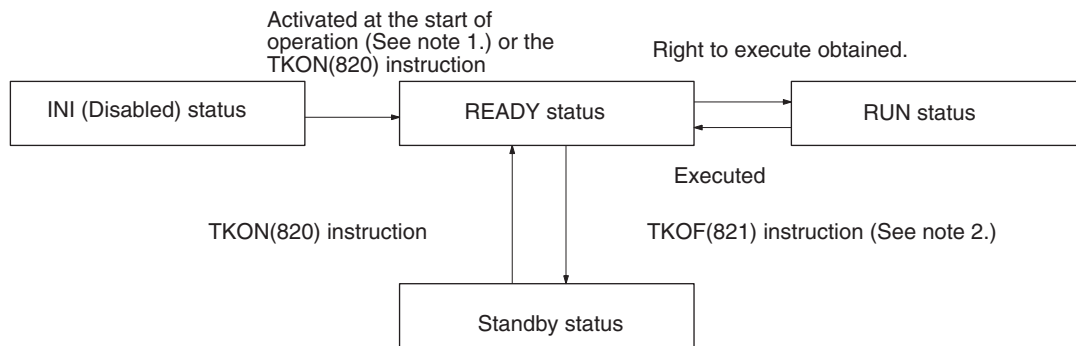 Activated at the start of
operation (See note 1.) or the
TKON(820) instruction
Right to execute obtained.
INI (Disabled) status
READY status
RUN status
Executed
TKON(820) instruction
TKOF(821) instruction (See note 2.)
Standby status